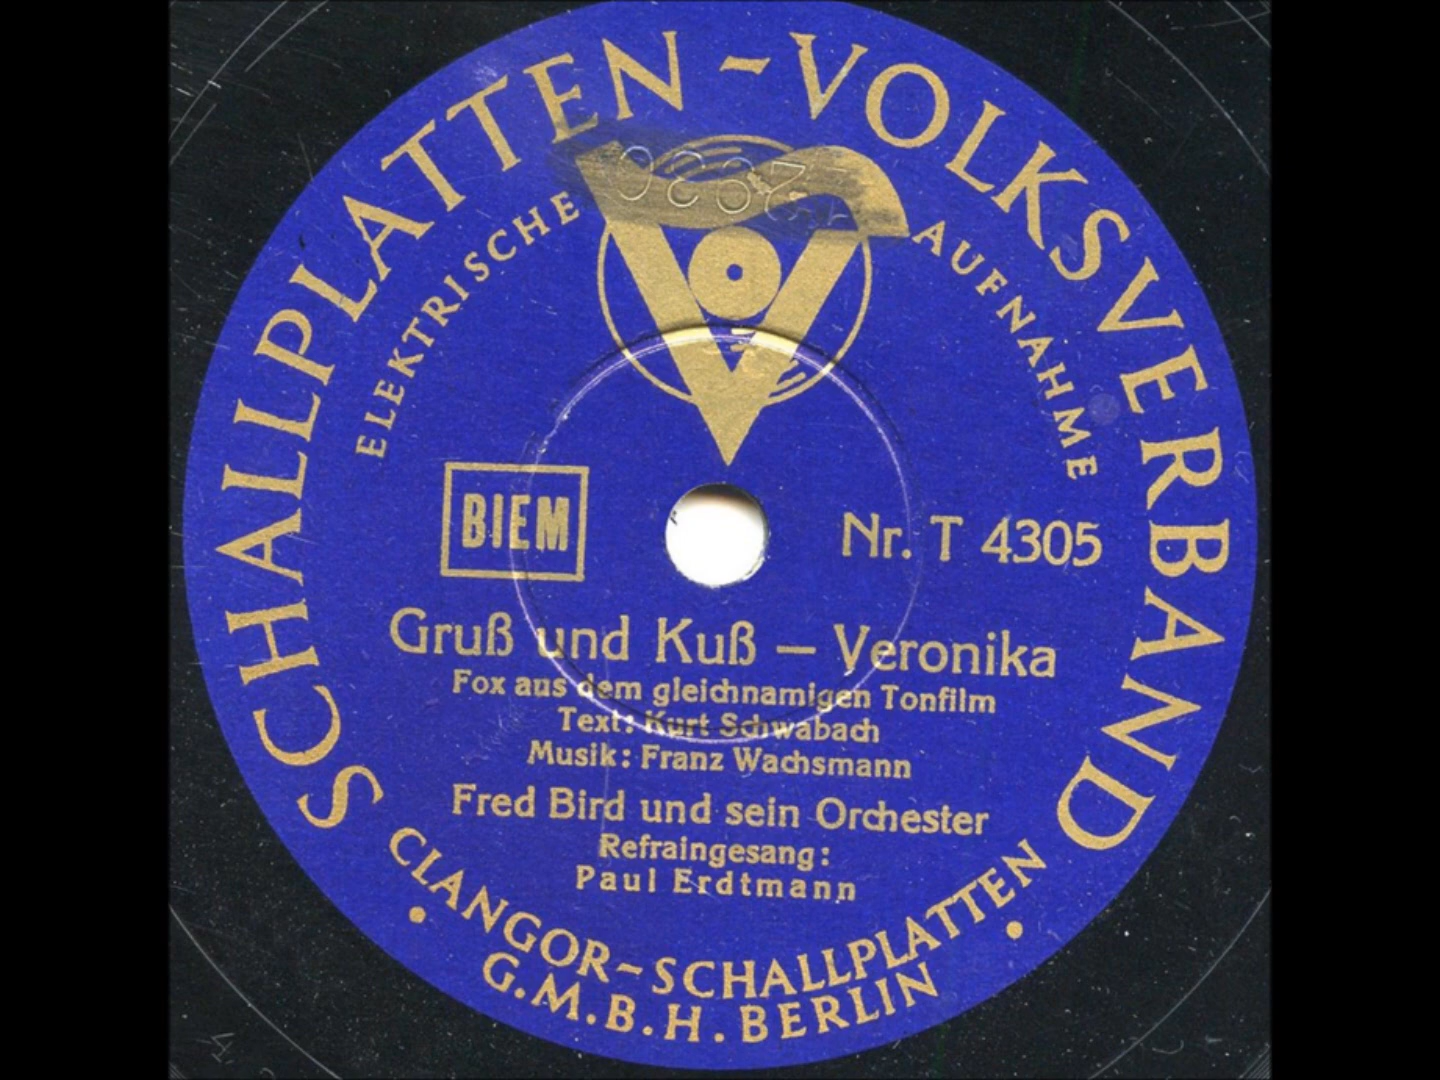 SCHALLPLATTEN-VOLKSVERBAND
ELEKTRISCHE AUFNAHME
BIEM
Nr. T 4305
Gruß und Kuß – Veronika
Fox aus dem gleichnamigen Tonfilm
Text: Kurt Schwabach
Musik: Franz Wachsmann
Fred Bird und sein Orchester
Refraingesang:
Paul Erdtmann
CLANGOR-SCHALLPLATTEN
G.M.B.H. BERLIN